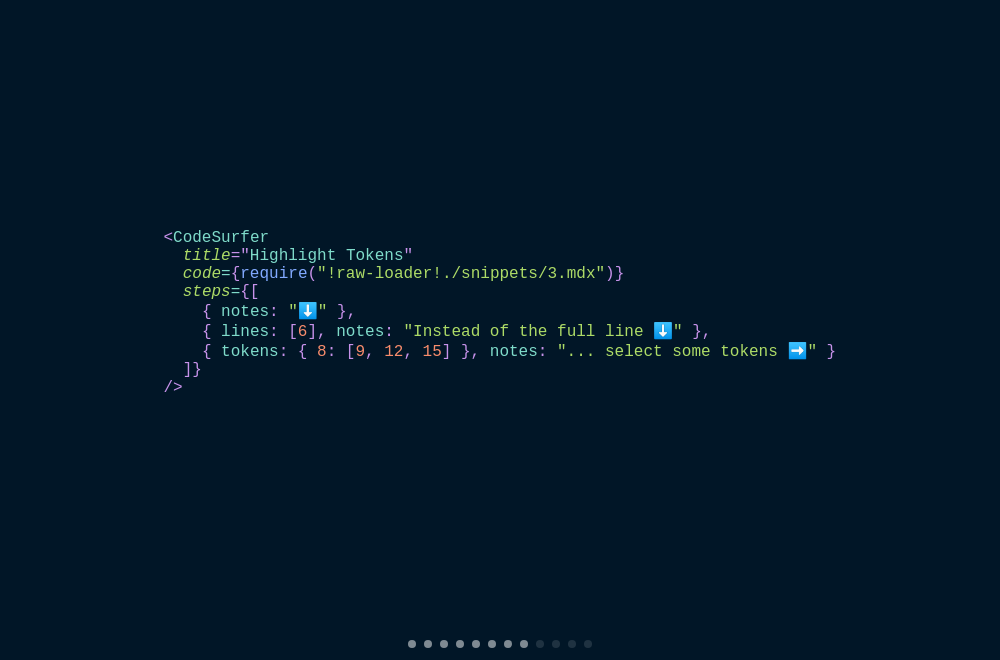 <CodeSurfer
  title="Highlight Tokens"
  code={require("!raw-loader!./snippets/3.mdx")}
  steps={[
    { notes: "⬇️" },
    { lines: [6], notes: "Instead of the full line ⬇️" },
    { tokens: { 8: [9, 12, 15] }, notes: "... select some tokens ➡️" }
  ]}
/>